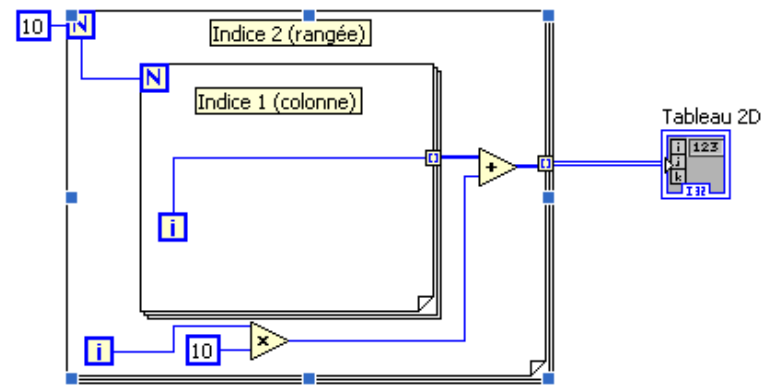 10
N
Indice 2 (rangée)
N
Indice 1 (colonne)
Tableau 2D
i
123
j
k
I32
+
i
i
10
x